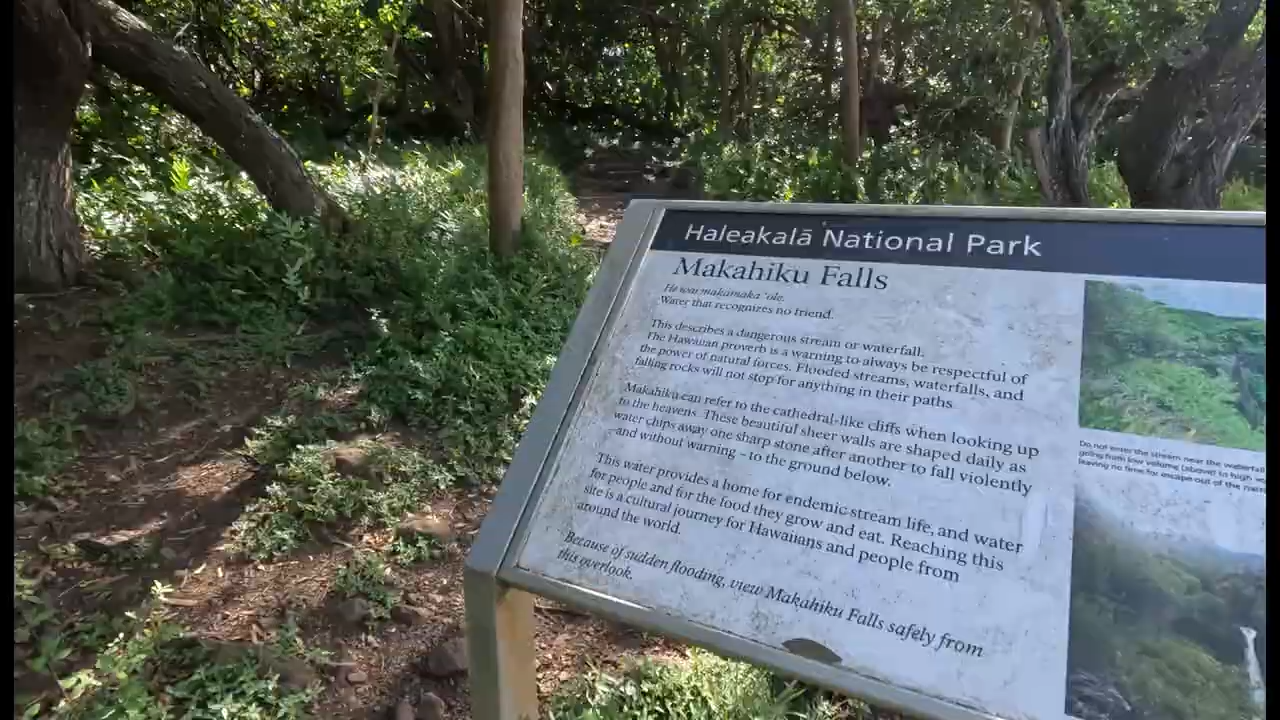 Haleakalā National Park
Makahiku Falls
He wai makamaka ʻole.
Water that recognizes no friend.
This describes a dangerous stream or waterfall.
The Hawaiian proverb is a warning to always be respectful of
the power of natural forces. Flooded streams, waterfalls, and
falling rocks will not stop for anything in their paths
Makahiku can refer to the cathedral-like cliffs when looking up
to the heavens. These beautiful sheer walls are shaped daily as
water chips away one sharp stone after another to fall violently
– and without warning – to the ground below.
This water provides a home for endemic stream life, and water
for people and for the food they grow and eat. Reaching this
site is a cultural journey for Hawaiians and people from
around the world.
Because of sudden flooding, view Makahiku Falls safely from
this overlook.
Do not enter the stream near the waterfall
going from low volume (above) to high
leaving no time for escape out of the